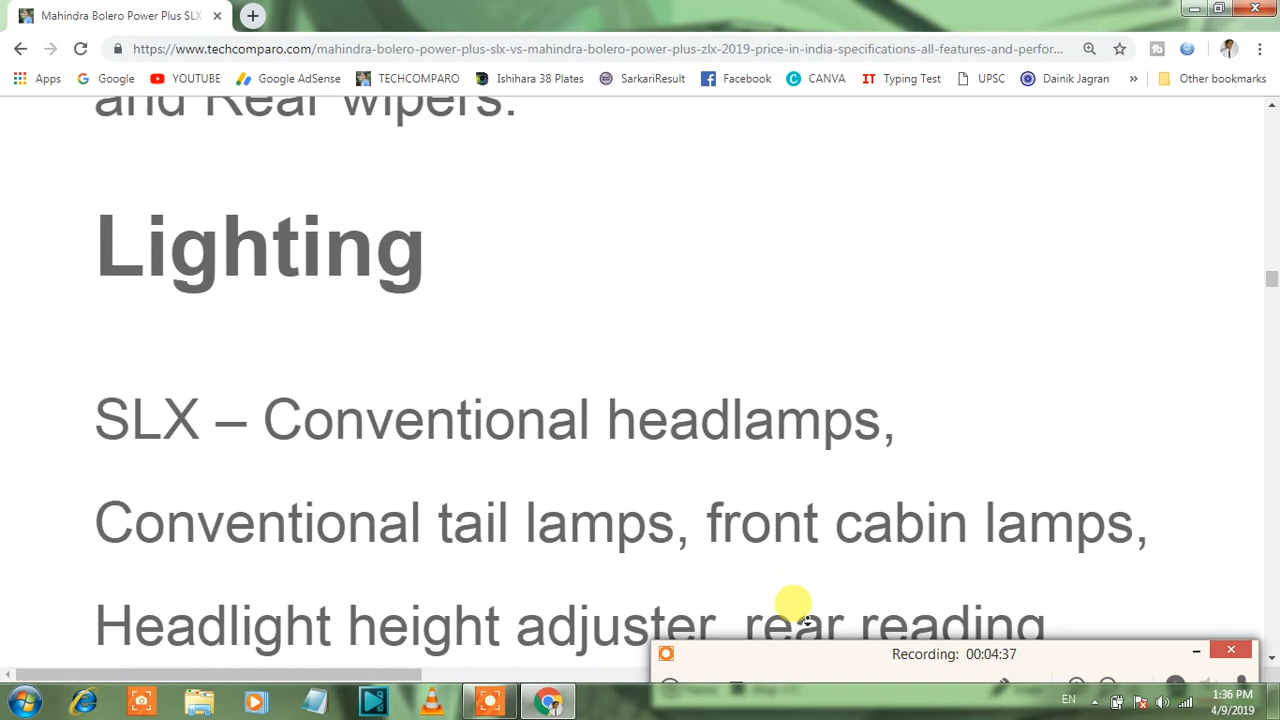 Mahindra Bolero Power Plus SLX
https://www.techcomparo.com/mahindra-bolero-power-plus-slx-vs-mahindra-bolero-power-plus-zlx-2019-price-in-india-specifications-all-features-and-perfor...
Apps Google YOUTUBE Google AdSense TECHCOMPARO Ishihara 38 Plates SarkariResult Facebook CANVA IT Typing Test UPSC Dainik Jagran » Other bookmarks
and Rear wipers.
Lighting
SLX – Conventional headlamps,
Conventional tail lamps, front cabin lamps,
Headlight height adjuster, rear reading
Recording: 00:04:37
EN 1:36 PM
4/9/2019